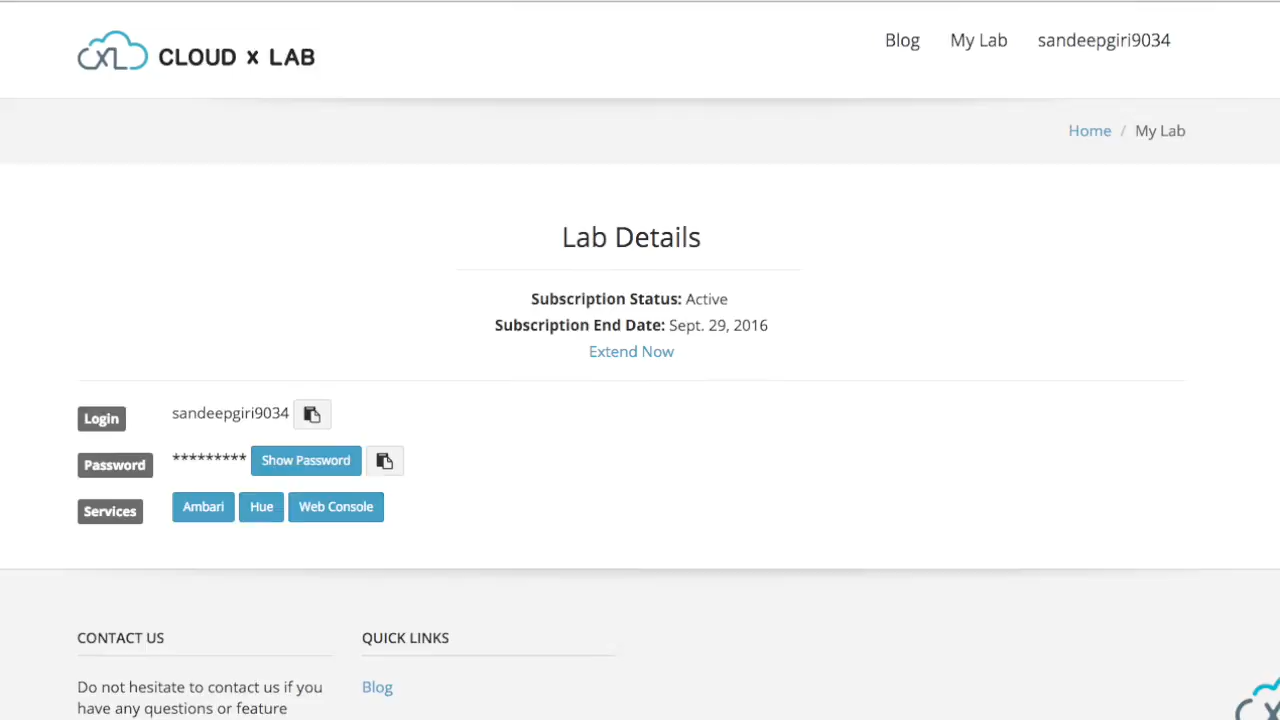 CLOUD x LAB
Blog My Lab sandeepgiri9034
Home / My Lab
Lab Details
Subscription Status: Active
Subscription End Date: Sept. 29, 2016
Extend Now
Login sandeepgiri9034
Password ********* Show Password
Services Ambari Hue Web Console
CONTACT US
Do not hesitate to contact us if you
have any questions or feature
QUICK LINKS
Blog